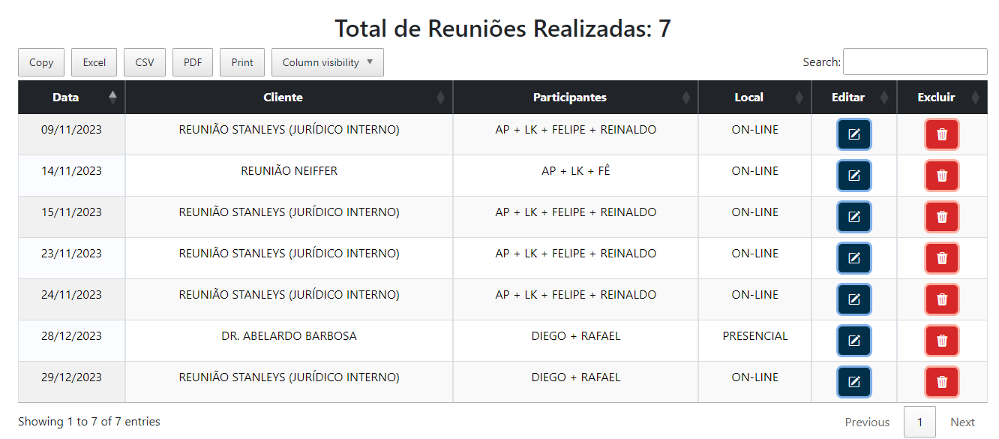 Total de Reuniões Realizadas: 7
Copy Excel CSV PDF Print Column visibility ▼ Search:
Data Cliente Participantes Local Editar Excluir
09/11/2023 REUNIÃO STANLEYS (JURÍDICO INTERNO) AP + LK + FELIPE + REINALDO ON-LINE
14/11/2023 REUNIÃO NEIFFER AP + LK + FÊ ON-LINE
15/11/2023 REUNIÃO STANLEYS (JURÍDICO INTERNO) AP + LK + FELIPE + REINALDO ON-LINE
23/11/2023 REUNIÃO STANLEYS (JURÍDICO INTERNO) AP + LK + FELIPE + REINALDO ON-LINE
24/11/2023 REUNIÃO STANLEYS (JURÍDICO INTERNO) AP + LK + FELIPE + REINALDO ON-LINE
28/12/2023 DR. ABELARDO BARBOSA DIEGO + RAFAEL PRESENCIAL
29/12/2023 REUNIÃO STANLEYS (JURÍDICO INTERNO) DIEGO + RAFAEL ON-LINE
Showing 1 to 7 of 7 entries Previous 1 Next